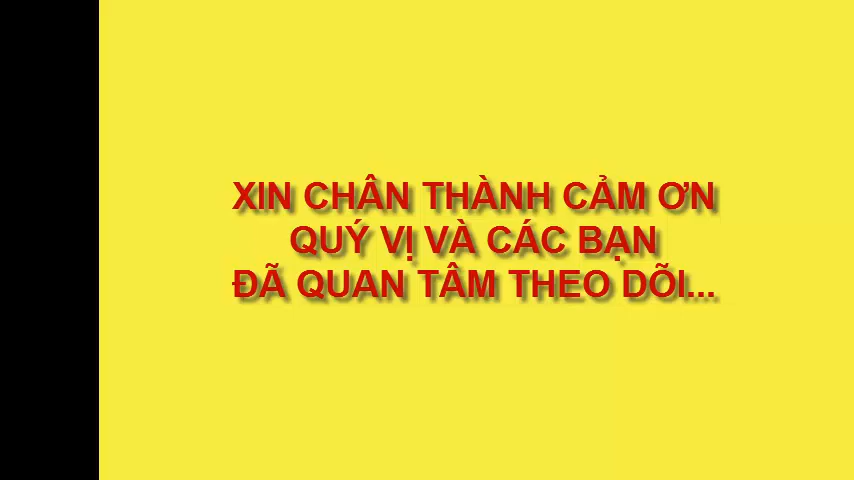 XIN CHÂN THÀNH CẢM ƠN
QUÝ VỊ VÀ CÁC BẠN
ĐÃ QUAN TÂM THEO DÕI...